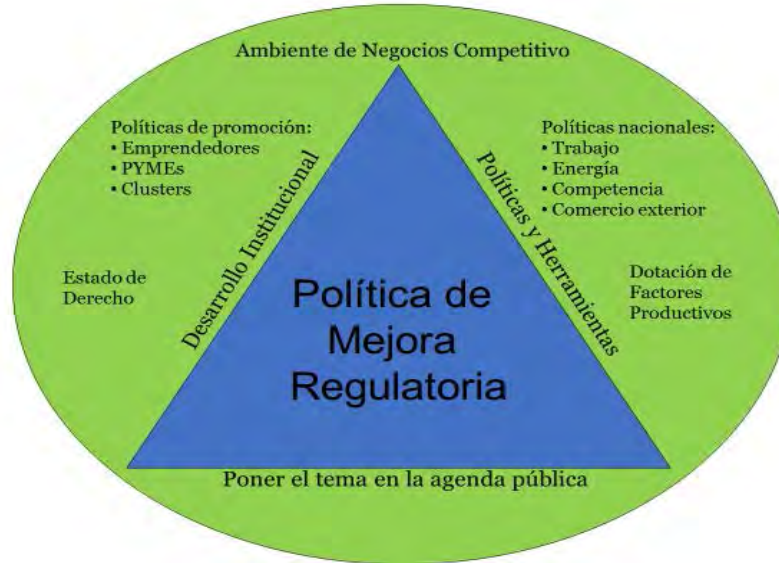 Ambiente de Negocios Competitivo
Políticas de promoción:
• Emprendedores
• PYMEs
• Clusters
Políticas nacionales:
• Trabajo
• Energía
• Competencia
• Comercio exterior
Desarrollo Institucional
Políticas y Herramientas
Estado de
Derecho
Dotación de
Factores
Productivos
Política de
Mejora
Regulatoria
Poner el tema en la agenda pública